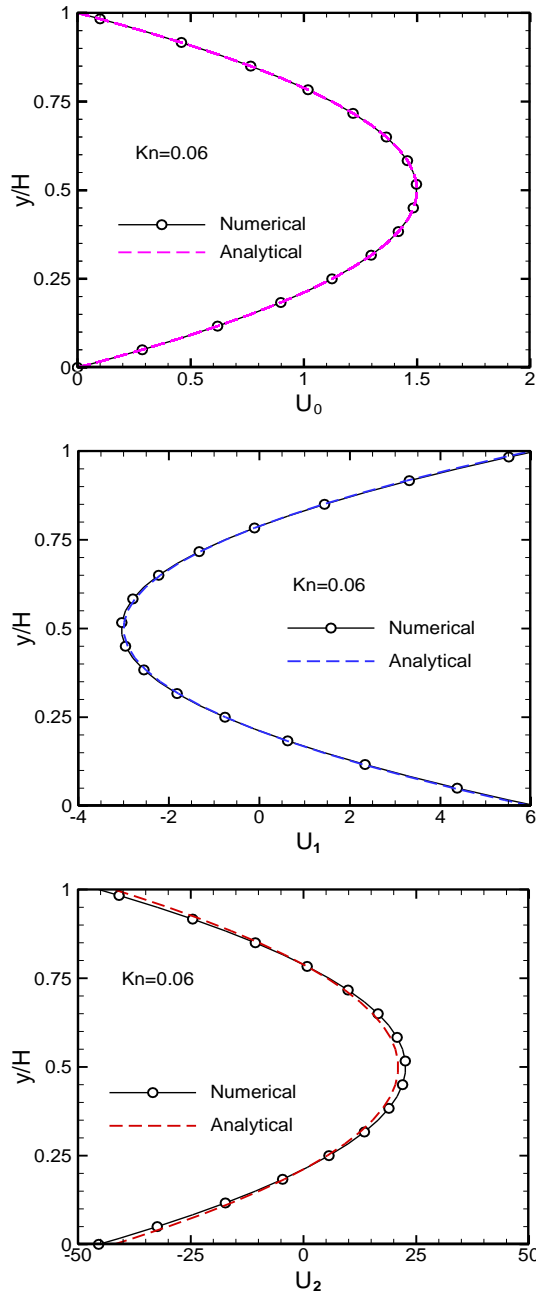 1
0.75
0.5
0.25
0
y/H
Kn=0.06
Numerical
Analytical
0 0.5 1 1.5 2
U0
1
0.75
0.5
0.25
0
y/H
Kn=0.06
Numerical
Analytical
-4 -2 0 2 4 6
U1
1
0.75
0.5
0.25
0
y/H
Kn=0.06
Numerical
Analytical
-50 -25 0 25 50
U2